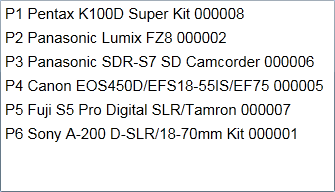 P1 Pentax K100D Super Kit 000008
P2 Panasonic Lumix FZ8 000002
P3 Panasonic SDR-S7 SD Camcorder 000006
P4 Canon EOS450D/EFS18-55IS/EF75 000005
P5 Fuji S5 Pro Digital SLR/Tamron 000007
P6 Sony A-200 D-SLR/18-70mm Kit 000001